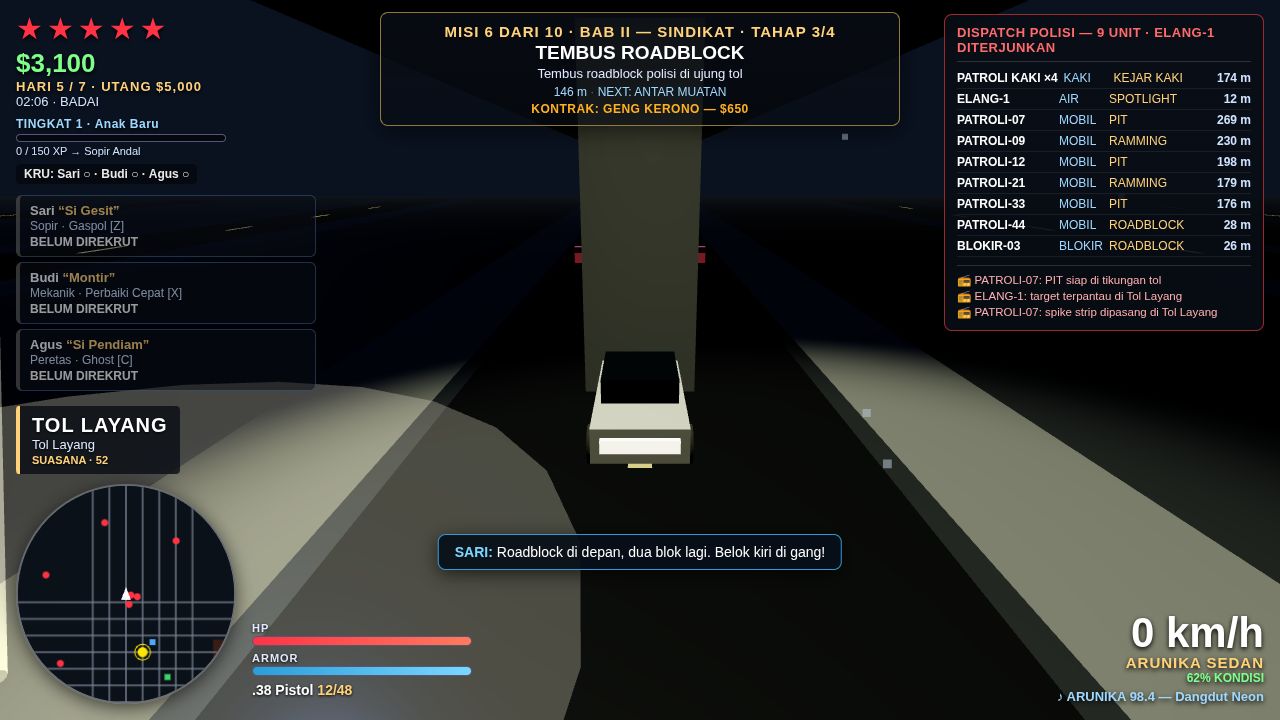 ★★★★★
$3,100
HARI 5 / 7 · UTANG $5,000
02:06 · BADAI
TINGKAT 1 · Anak Baru
0 / 150 XP → Sopir Andal
KRU: Sari ○ · Budi ○ · Agus ○
Sari “Si Gesit”
Sopir · Gaspol [Z]
BELUM DIREKRUT
Budi “Montir”
Mekanik · Perbaiki Cepat [X]
BELUM DIREKRUT
Agus “Si Pendiam”
Peretas · Ghost [C]
BELUM DIREKRUT
TOL LAYANG
Tol Layang
SUASANA · 52
MISI 6 DARI 10 · BAB II — SINDIKAT · TAHAP 3/4
TEMBUS ROADBLOCK
Tembus roadblock polisi di ujung tol
146 m · NEXT: ANTAR MUATAN
KONTRAK: GENG KERONO — $650
DISPATCH POLISI — 9 UNIT · ELANG-1
DITERJUNKAN
PATROLI KAKI ×4 KAKI KEJAR KAKI 174 m
ELANG-1 AIR SPOTLIGHT 12 m
PATROLI-07 MOBIL PIT 269 m
PATROLI-09 MOBIL RAMMING 230 m
PATROLI-12 MOBIL PIT 198 m
PATROLI-21 MOBIL RAMMING 179 m
PATROLI-33 MOBIL PIT 176 m
PATROLI-44 MOBIL ROADBLOCK 28 m
BLOKIR-03 BLOKIR ROADBLOCK 26 m
📻 PATROLI-07: PIT siap di tikungan tol
📻 ELANG-1: target terpantau di Tol Layang
📻 PATROLI-07: spike strip dipasang di Tol Layang
SARI: Roadblock di depan, dua blok lagi. Belok kiri di gang!
HP
ARMOR
.38 Pistol 12/48
0 km/h
ARUNIKA SEDAN
62% KONDISI
♪ ARUNIKA 98.4 — Dangdut Neon